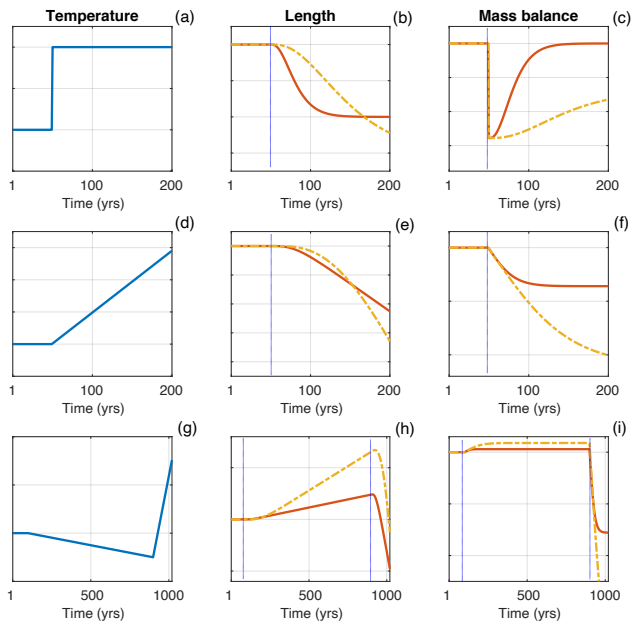 Temperature (a) Length (b) Mass balance (c)
1 100 200 1 100 200 1 100 200
Time (yrs) Time (yrs) Time (yrs)
(d) (e) (f)
1 100 200 1 100 200 1 100 200
Time (yrs) Time (yrs) Time (yrs)
(g) (h) (i)
1 500 1000 1 500 1000 1 500 1000
Time (yrs) Time (yrs) Time (yrs)